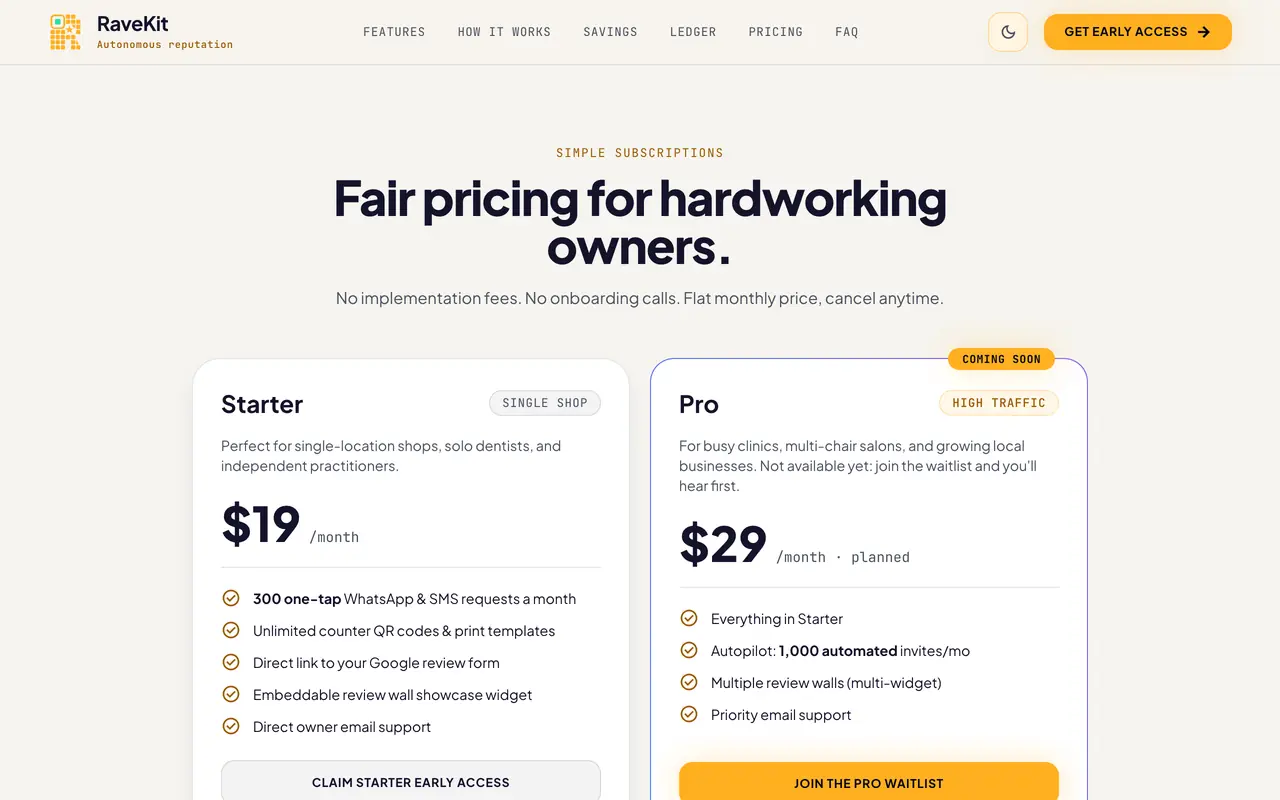 RaveKit
Autonomous reputation
FEATURES
HOW IT WORKS
SAVINGS
LEDGER
PRICING
FAQ
GET EARLY ACCESS
SIMPLE SUBSCRIPTIONS
Fair pricing for hardworking
owners.
No implementation fees. No onboarding calls. Flat monthly price, cancel anytime.
Starter
SINGLE SHOP
Perfect for single-location shops, solo dentists, and
independent practitioners.
$19 /month
300 one-tap WhatsApp & SMS requests a month
Unlimited counter QR codes & print templates
Direct link to your Google review form
Embeddable review wall showcase widget
Direct owner email support
CLAIM STARTER EARLY ACCESS
COMING SOON
Pro
HIGH TRAFFIC
For busy clinics, multi-chair salons, and growing local
businesses. Not available yet: join the waitlist and you'll
hear first.
$29 /month · planned
Everything in Starter
Autopilot: 1,000 automated invites/mo
Multiple review walls (multi-widget)
Priority email support
JOIN THE PRO WAITLIST